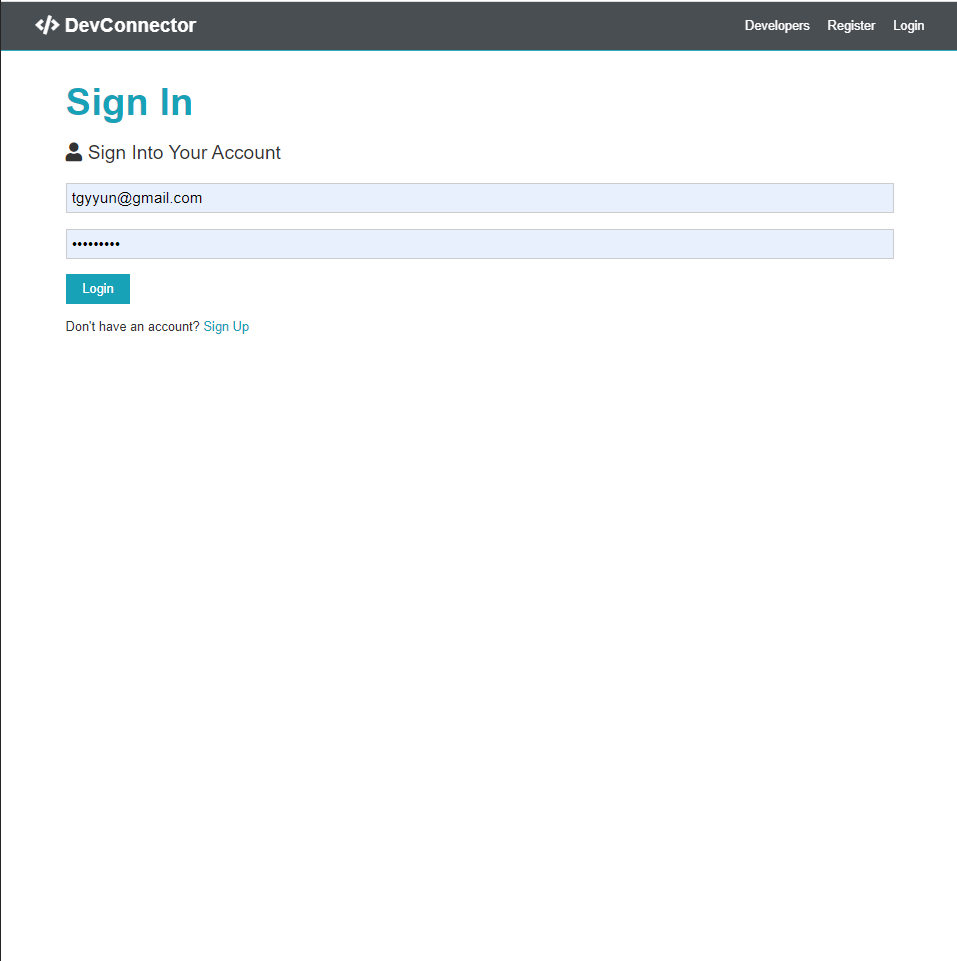 DevConnector Developers Register Login
Sign In
Sign Into Your Account
tgyyun@gmail.com
•••••••••
Login
Don't have an account? Sign Up